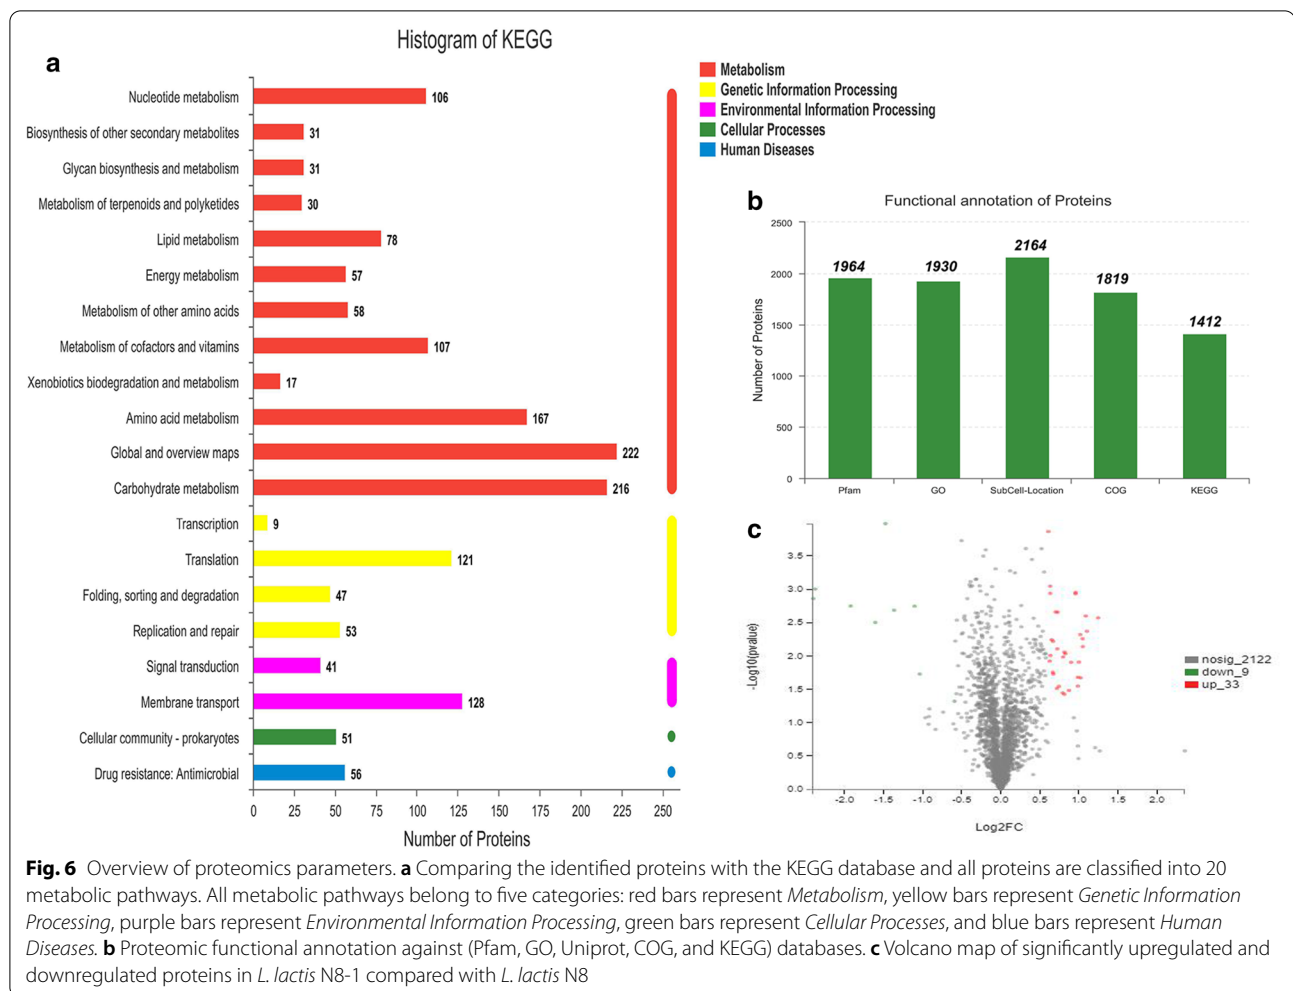 Histogram of KEGG
a
Nucleotide metabolism 106
Biosynthesis of other secondary metabolites 31
Glycan biosynthesis and metabolism 31
Metabolism of terpenoids and polyketides 30
Lipid metabolism 78
Energy metabolism 57
Metabolism of other amino acids 58
Metabolism of cofactors and vitamins 107
Xenobiotics biodegradation and metabolism 17
Amino acid metabolism 167
Global and overview maps 222
Carbohydrate metabolism 216
Transcription 9
Translation 121
Folding, sorting and degradation 47
Replication and repair 53
Signal transduction 41
Membrane transport 128
Cellular community - prokaryotes 51
Drug resistance: Antimicrobial 56
0 25 50 75 100 125 150 175 200 225 250
Number of Proteins
Metabolism
Genetic Information Processing
Environmental Information Processing
Cellular Processes
Human Diseases
b
Functional annotation of Proteins
Number of Proteins
2500
2000
1500
1000
500
0
1964 1930 2164 1819 1412
Pfam GO SubCell-Location COG KEGG
c
-Log10(pvalue)
3.5
3.0
2.5
2.0
1.5
1.0
0.5
0.0
-2.0 -1.5 -1.0 -0.5 0.0 0.5 1.0 1.5 2.0
Log2FC
nosig_2122
down_9
up_33
Fig. 6 Overview of proteomics parameters. a Comparing the identified proteins with the KEGG database and all proteins are classified into 20
metabolic pathways. All metabolic pathways belong to five categories: red bars represent Metabolism, yellow bars represent Genetic Information
Processing, purple bars represent Environmental Information Processing, green bars represent Cellular Processes, and blue bars represent Human
Diseases. b Proteomic functional annotation against (Pfam, GO, Uniprot, COG, and KEGG) databases. c Volcano map of significantly upregulated and
downregulated proteins in L. lactis N8-1 compared with L. lactis N8